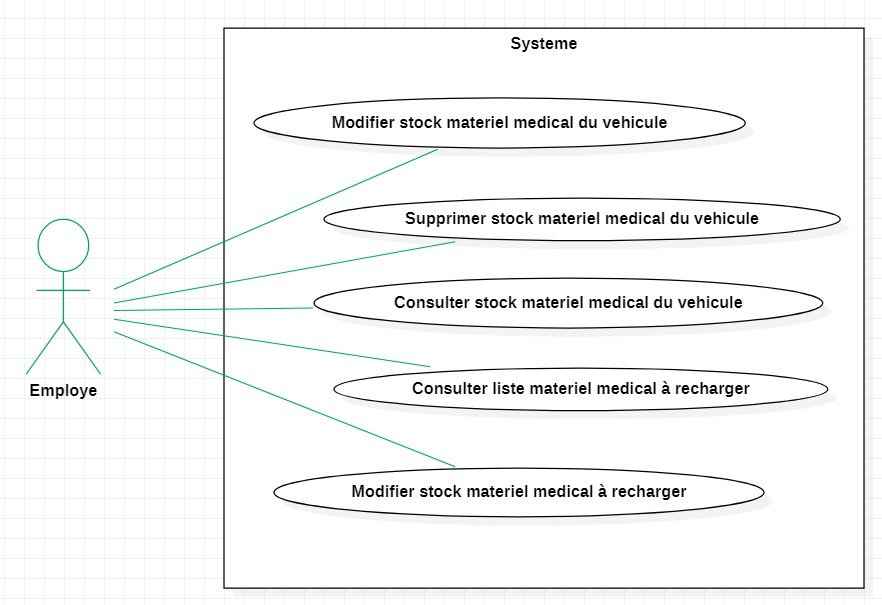 Systeme
Modifier stock materiel medical du vehicule
Supprimer stock materiel medical du vehicule
Consulter stock materiel medical du vehicule
Consulter liste materiel medical à recharger
Employe
Modifier stock materiel medical à recharger